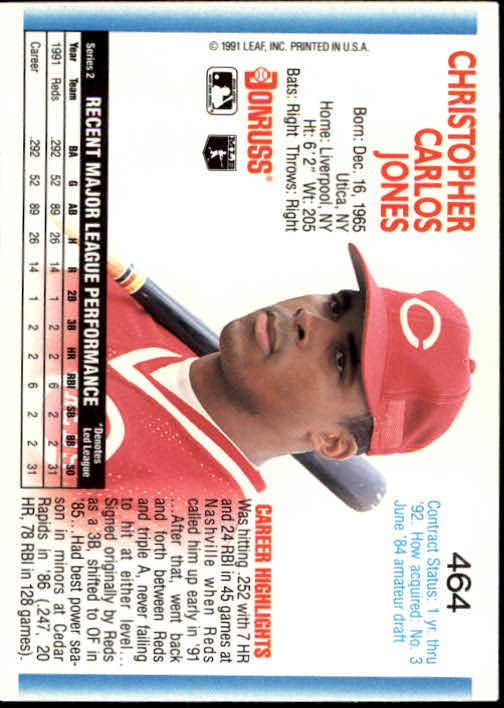 464
CHRISTOPHER
CARLOS
JONES
Born: Dec. 16, 1965
Utica, NY
Home: Liverpool, NY
Ht: 6' 2" Wt: 205
Bats: Right Throws: Right
DONRUSS
MLB
© 1991 LEAF, INC. PRINTED IN U.S.A.
Contract Status: 1 yr. thru
'92. How acquired: No. 3
June '84 amateur draft
C
CAREER HIGHLIGHTS
Was hitting .252 with 7 HR
and 24 RBI in 45 games at
Nashville when Reds
called him up early in '91
...After that, went back
and forth between Reds
and triple A, never failing
to hit at either level...
Signed originally by Reds
as a 3B, shifted to OF in
'85...Had best power sea-
son in minors at Cedar
Rapids in '86 (.247, 20
HR, 78 RBI in 128 games).
Series 2 RECENT MAJOR LEAGUE PERFORMANCE *Denotes
Led League
Year Team BA G AB H R 2B 3B HR RBI SB BB SO
1991 Reds .292 52 89 26 14 1 2 2 6 2 2 31
Career .292 52 89 26 14 1 2 2 6 2 2 31